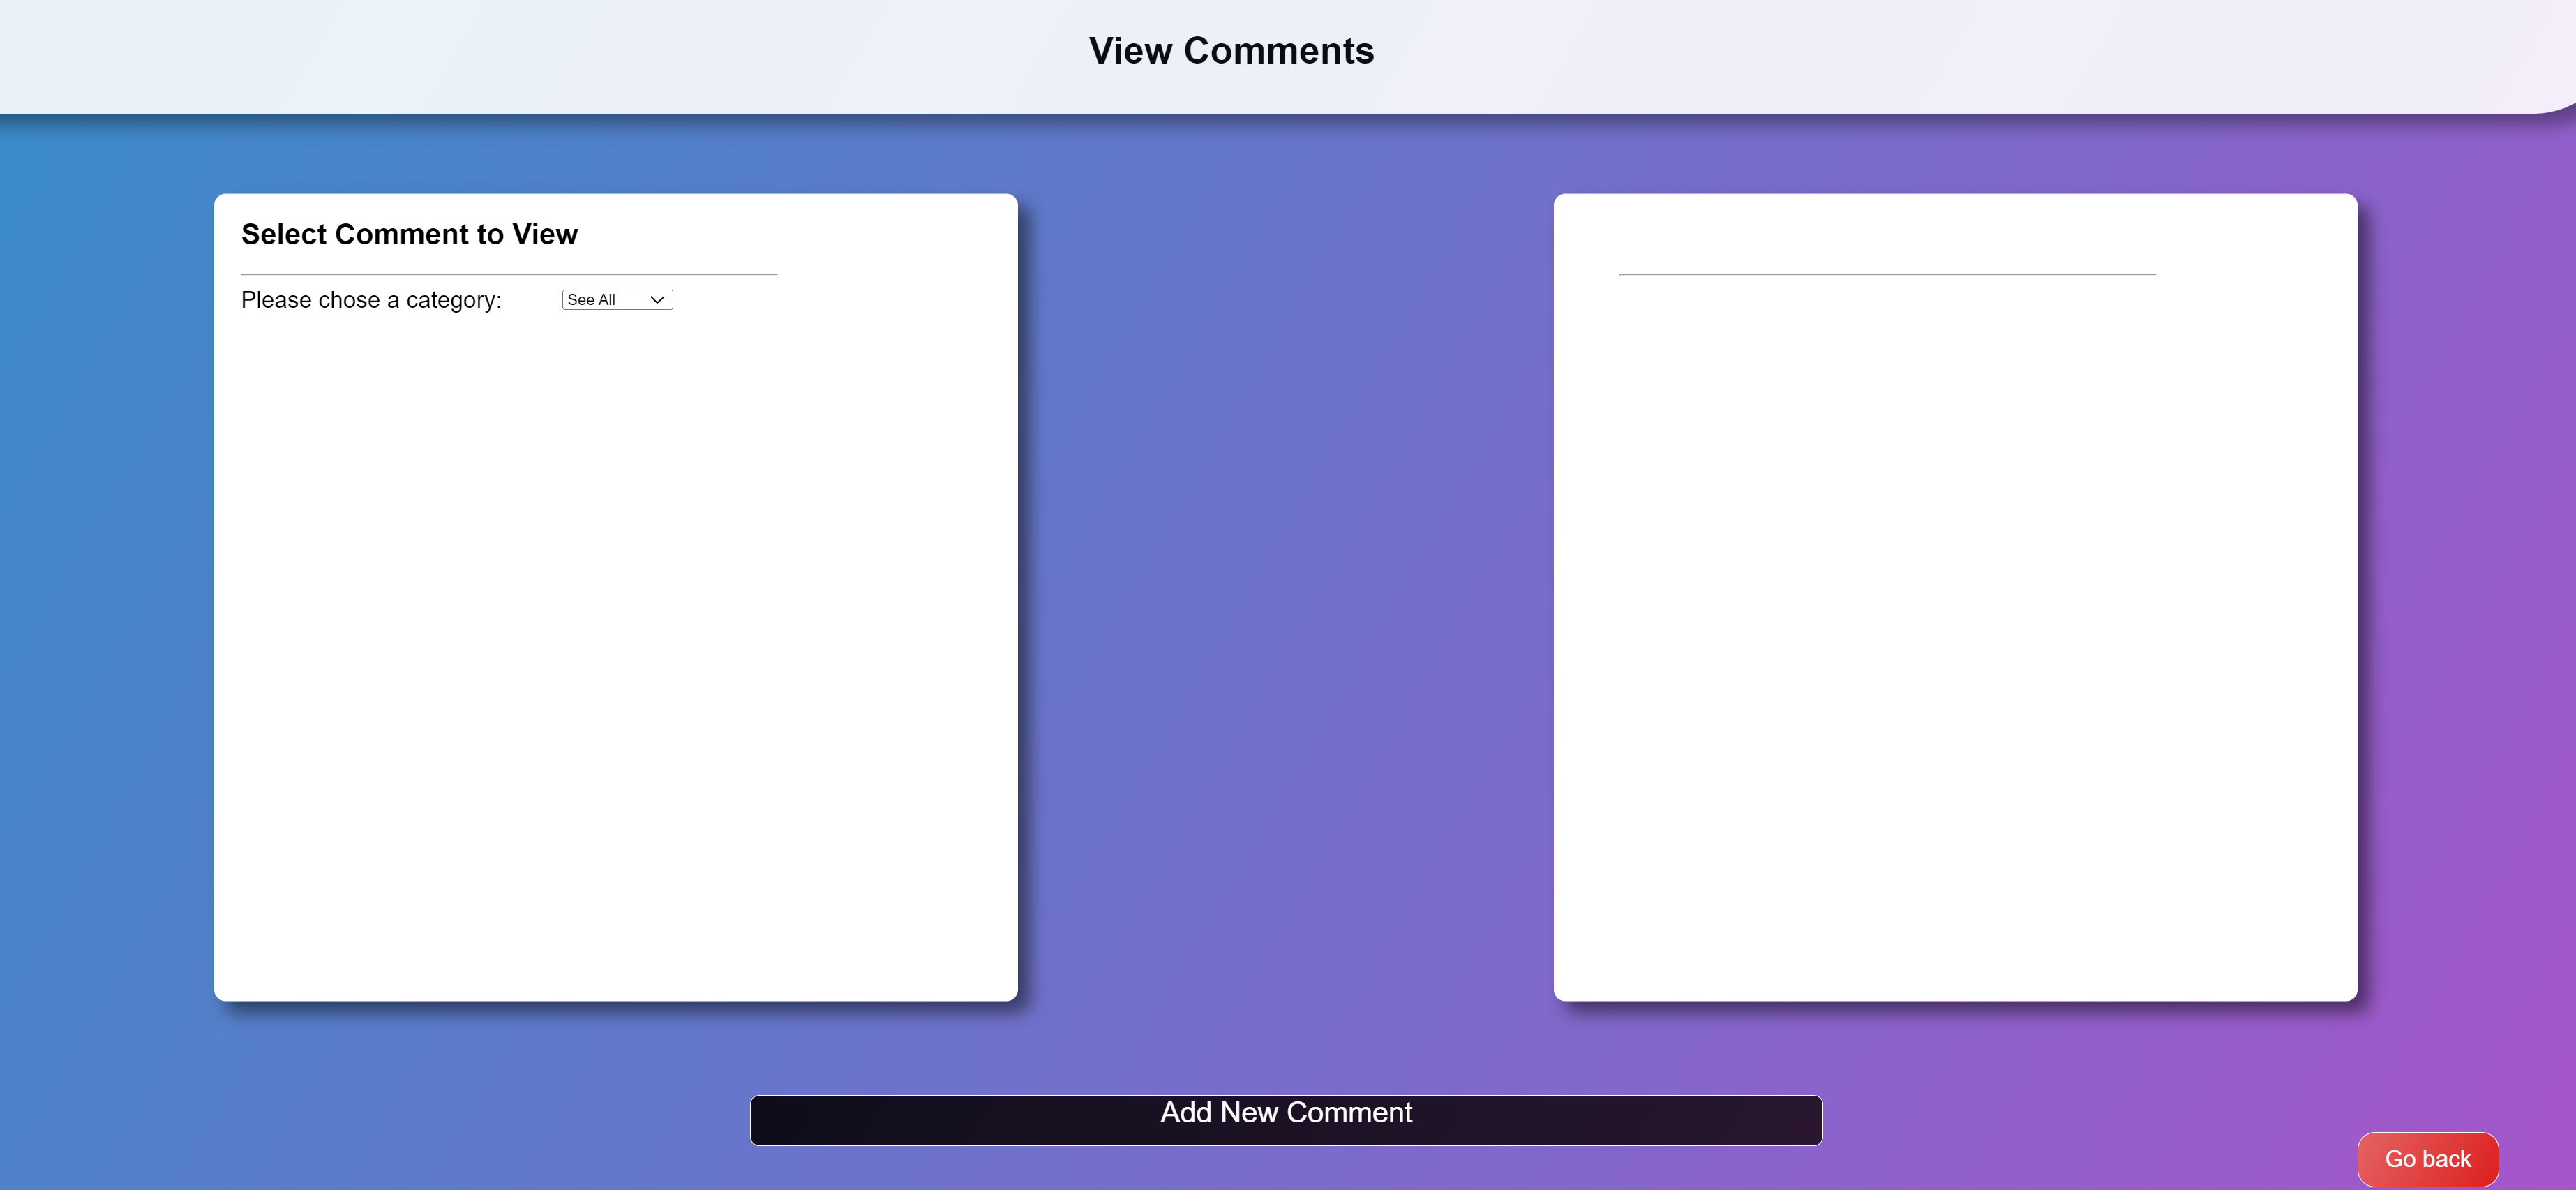 View Comments
Select Comment to View
Please chose a category:
See All
Add New Comment
Go back